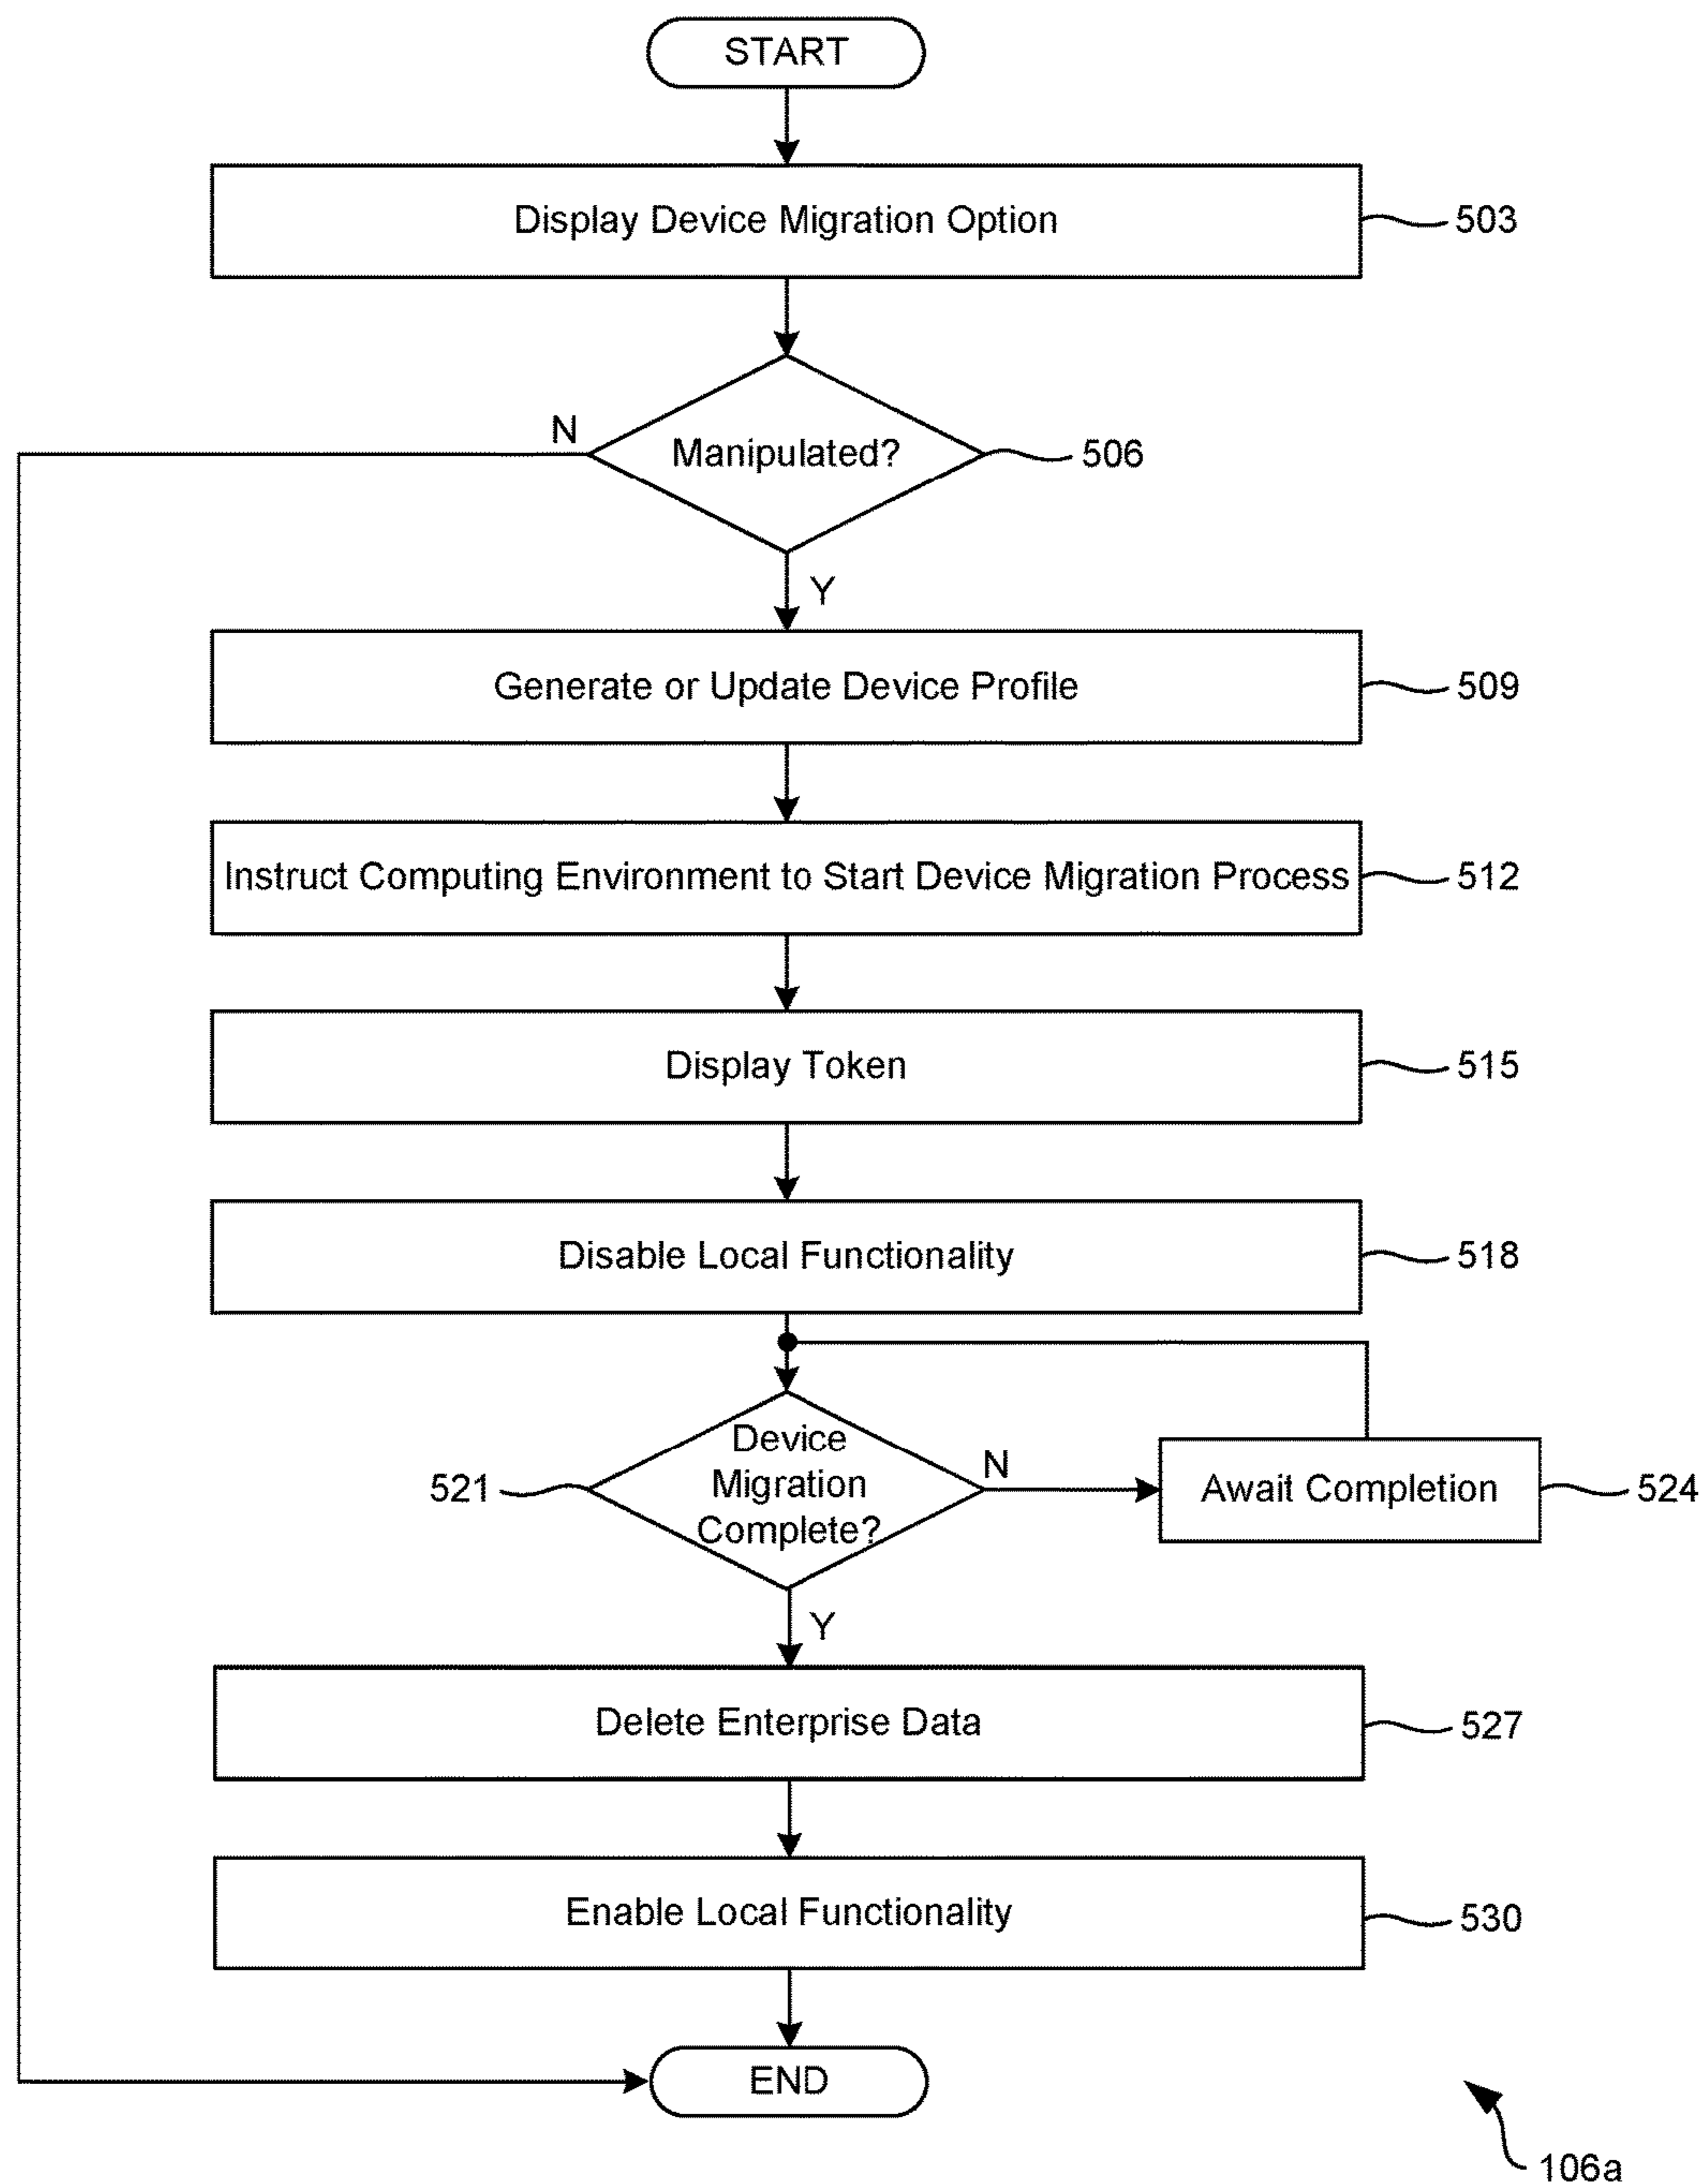 START
Display Device Migration Option
503
N
Manipulated?
506
Y
Generate or Update Device Profile
509
Instruct Computing Environment to Start Device Migration Process
512
Display Token
515
Disable Local Functionality
518
Device
Migration
Complete?
521
N
Await Completion
524
Y
Delete Enterprise Data
527
Enable Local Functionality
530
END
106a